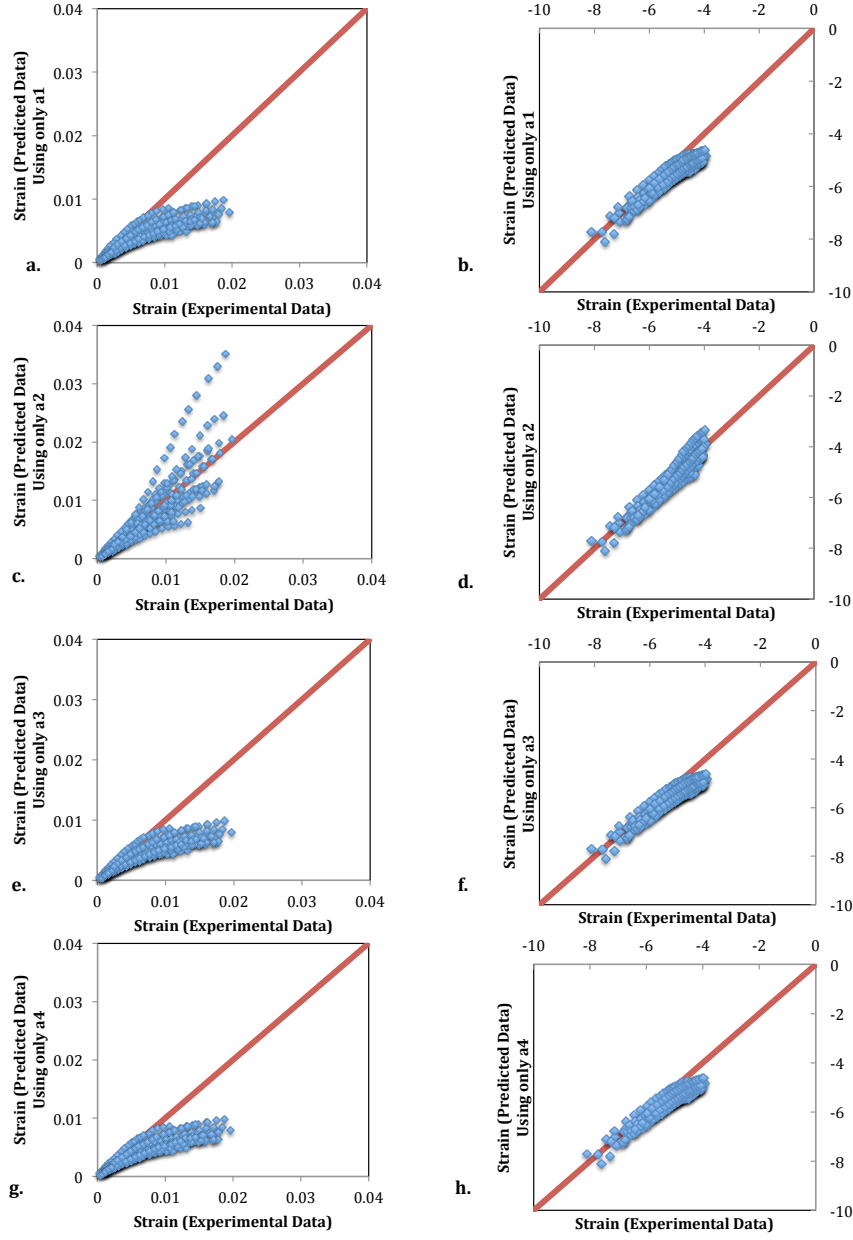 0.04
0.03
0.02
0.01
0
Strain (Predicted Data)
Using only a1
0
0.01
0.02
0.03
0.04
Strain (Experimental Data)
a.
-10
-8
-6
-4
-2
0
0
-2
-4
-6
-8
-10
Strain (Predicted Data)
Using only a1
Strain (Experimental Data)
b.
0.04
0.03
0.02
0.01
0
Strain (Predicted Data)
Using only a2
0
0.01
0.02
0.03
0.04
Strain (Experimental Data)
c.
-10
-8
-6
-4
-2
0
0
-2
-4
-6
-8
-10
Strain (Predicted Data)
Using only a2
Strain (Experimental Data)
d.
0.04
0.03
0.02
0.01
0
Strain (Predicted Data)
Using only a3
0
0.01
0.02
0.03
0.04
Strain (Experimental Data)
e.
-10
-8
-6
-4
-2
0
0
-2
-4
-6
-8
-10
Strain (Predicted Data)
Using only a3
Strain (Experimental Data)
f.
0.04
0.03
0.02
0.01
0
Strain (Predicted Data)
Using only a4
0
0.01
0.02
0.03
0.04
Strain (Experimental Data)
g.
-10
-8
-6
-4
-2
0
0
-2
-4
-6
-8
-10
Strain (Predicted Data)
Using only a4
Strain (Experimental Data)
h.